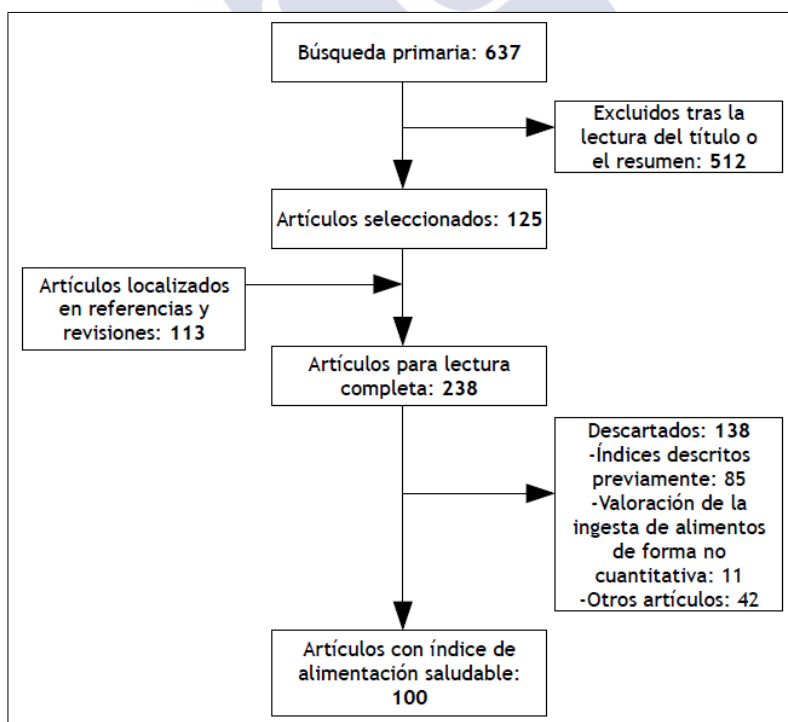 Búsqueda primaria: 637
Excluidos tras la
lectura del título o
el resumen: 512
Artículos seleccionados: 125
Artículos localizados
en referencias y
revisiones: 113
Artículos para lectura
completa: 238
Descartados: 138
-Índices descritos
previamente: 85
-Valoración de la
ingesta de alimentos
de forma no
cuantitativa: 11
-Otros artículos: 42
Artículos con índice de
alimentación saludable:
100